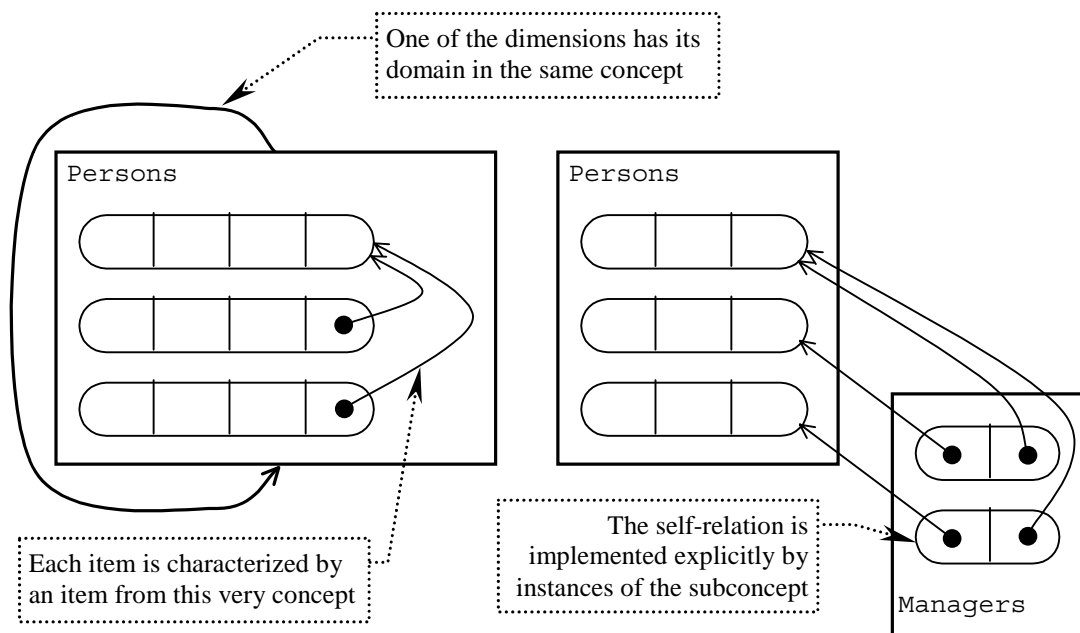 One of the dimensions has its
domain in the same concept
Persons
Persons
Each item is characterized by
an item from this very concept
The self-relation is
implemented explicitly by
instances of the subconcept
Managers